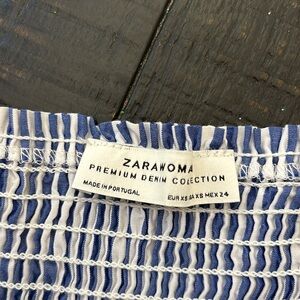 ZARAWOMA
PREMIUM DENIM COLLECTION
MADE IN PORTUGAL
EUR XS USA XS MEX 24